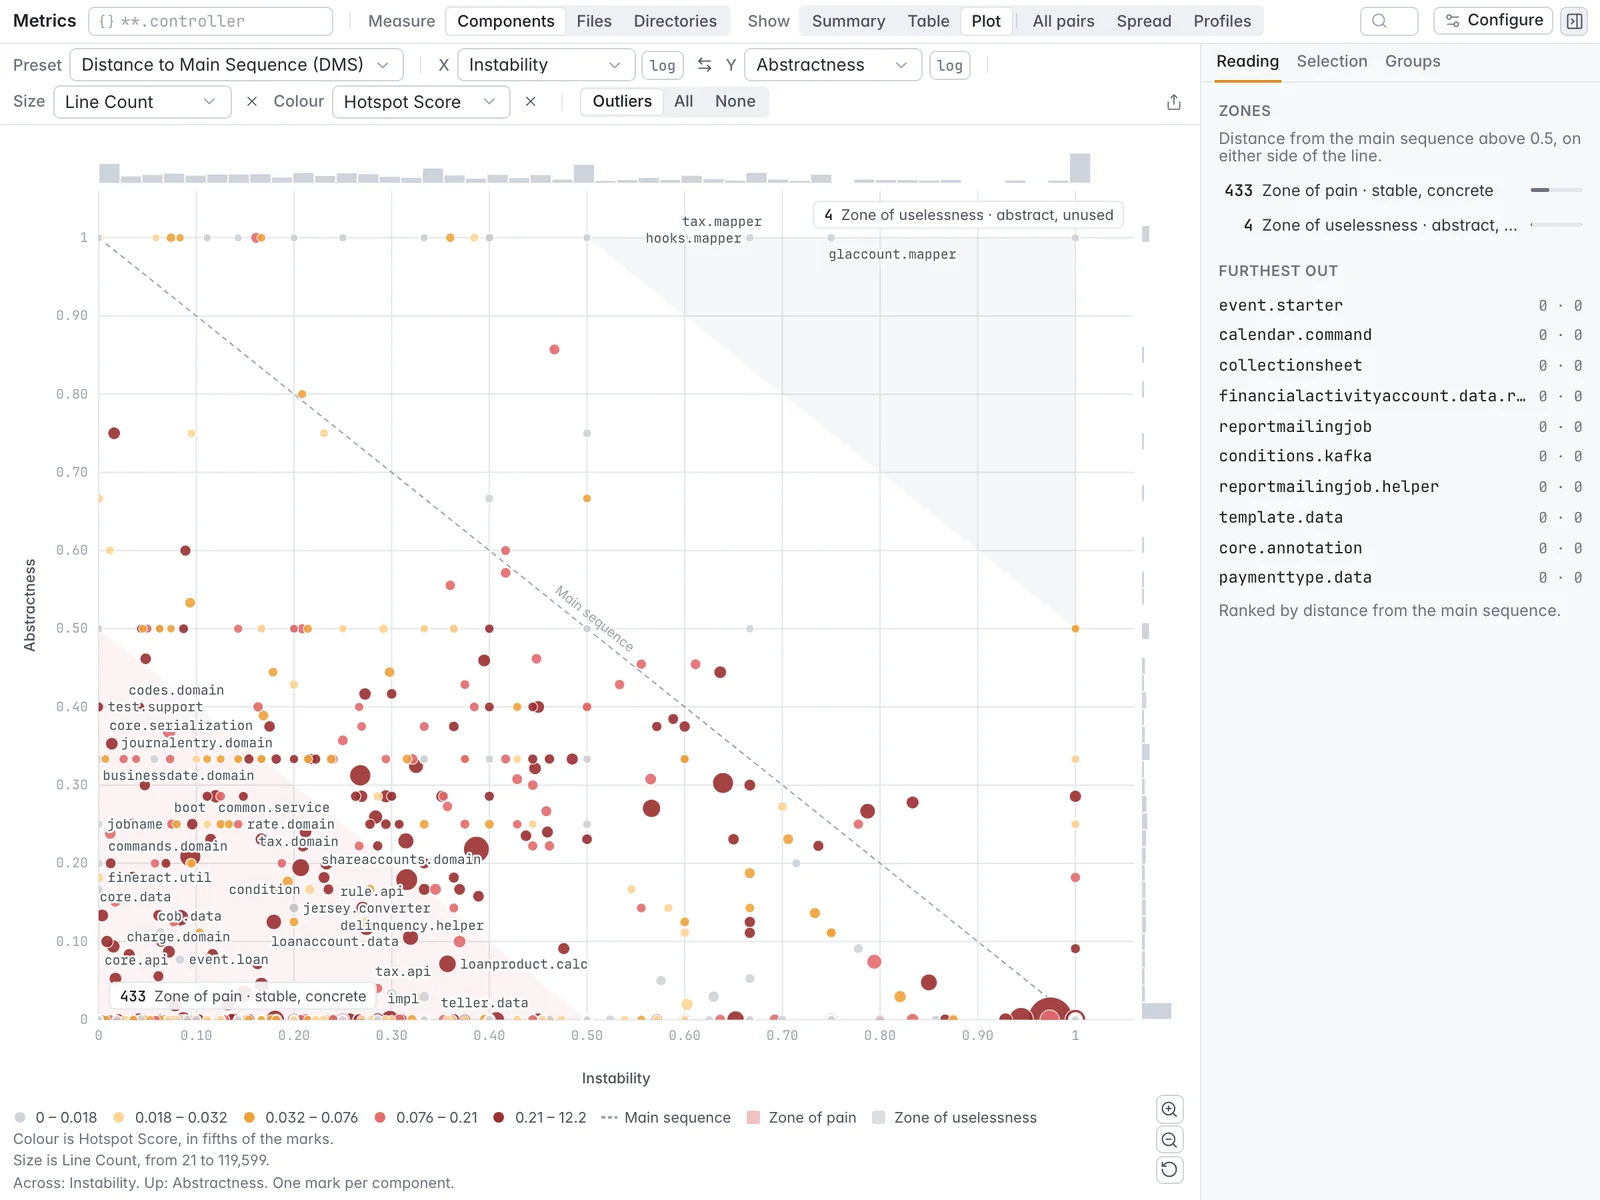 Metrics {} **.controller Measure Components Files Directories Show Summary Table Plot All pairs Spread Profiles Configure
Preset Distance to Main Sequence (DMS) X Instability log Y Abstractness log
Size Line Count × Colour Hotspot Score × Outliers All None
Reading Selection Groups
ZONES
Distance from the main sequence above 0.5, on
either side of the line.
433 Zone of pain · stable, concrete
4 Zone of uselessness · abstract, ...
FURTHEST OUT
event.starter 0 · 0
calendar.command 0 · 0
collectionsheet 0 · 0
financialactivityaccount.data.r… 0 · 0
reportmailingjob 0 · 0
conditions.kafka 0 · 0
reportmailingjob.helper 0 · 0
template.data 0 · 0
core.annotation 0 · 0
paymenttype.data 0 · 0
Ranked by distance from the main sequence.
4 Zone of uselessness · abstract, unused
tax.mapper
hooks.mapper
glaccount.mapper
1
0.90
0.80
0.70
0.60
0.50
0.40
0.30
0.20
0.10
0
Abstractness
Main sequence
codes.domain
test.support
core.serialization
journalentry.domain
businessdate.domain
boot common.service
jobname rate.domain
commands.domain tax.domain
shareaccounts.domain
fineract.util
condition rule.api
core.data
jersey.converter
cob.data
delinquency.helper
charge.domain
loanaccount.data
core.api event.loan
loanproduct.calc
tax.api
433 Zone of pain · stable, concrete
impl
teller.data
0 0.10 0.20 0.30 0.40 0.50 0.60 0.70 0.80 0.90 1
Instability
0 – 0.018 0.018 – 0.032 0.032 – 0.076 0.076 – 0.21 0.21 – 12.2 Main sequence Zone of pain Zone of uselessness
Colour is Hotspot Score, in fifths of the marks.
Size is Line Count, from 21 to 119,599.
Across: Instability. Up: Abstractness. One mark per component.